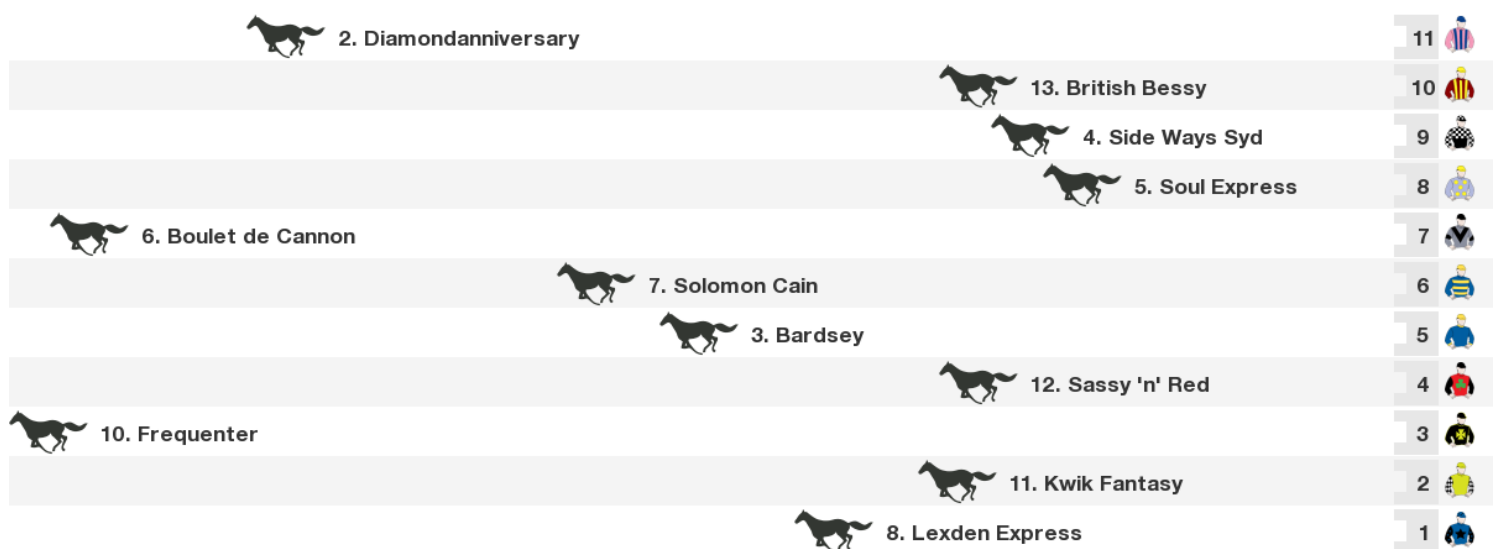 2. Diamondanniversary 11
13. British Bessy 10
4. Side Ways Syd 9
5. Soul Express 8
6. Boulet de Cannon 7
7. Solomon Cain 6
3. Bardsey 5
12. Sassy 'n' Red 4
10. Frequenter 3
11. Kwik Fantasy 2
8. Lexden Express 1